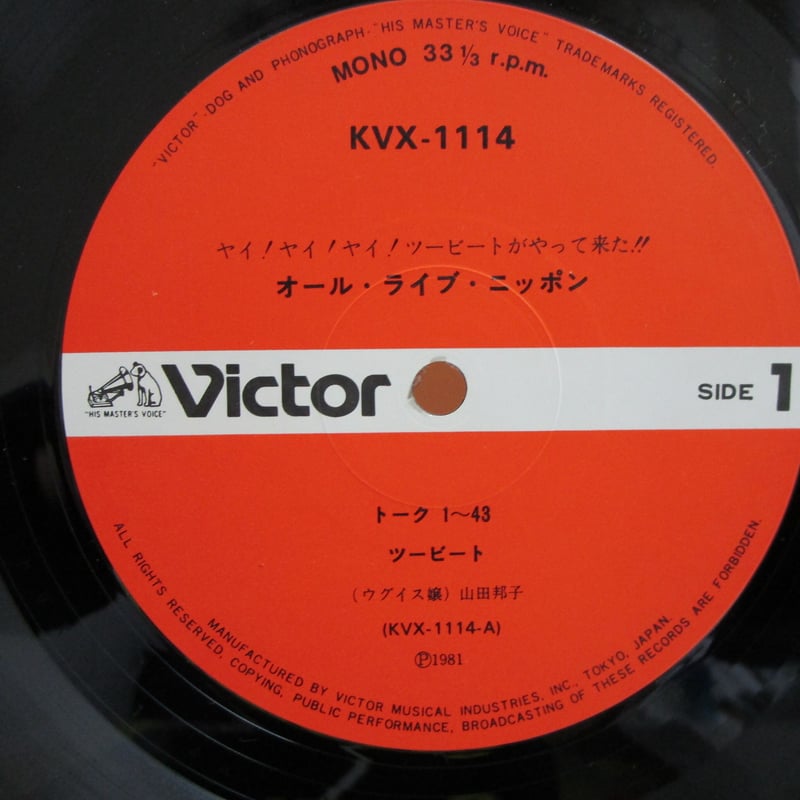 "VICTOR"-DOG AND PHONOGRAPH-"HIS MASTER'S VOICE" TRADEMARKS REGISTERED.
MONO 33 1/3 r.p.m.
KVX-1114
ヤイ!ヤイ!ヤイ!ツービートがやって来た!!
オール・ライブ・ニッポン
"HIS MASTER'S VOICE"
Victor
SIDE 1
トーク 1〜43
ツービート
(ウグイス嬢) 山田邦子
(KVX-1114-A)
Ⓟ1981
MANUFACTURED BY VICTOR MUSICAL INDUSTRIES, INC., TOKYO, JAPAN.
ALL RIGHTS RESERVED. COPYING, PUBLIC PERFORMANCE, BROADCASTING OF THESE RECORDS ARE FORBIDDEN.